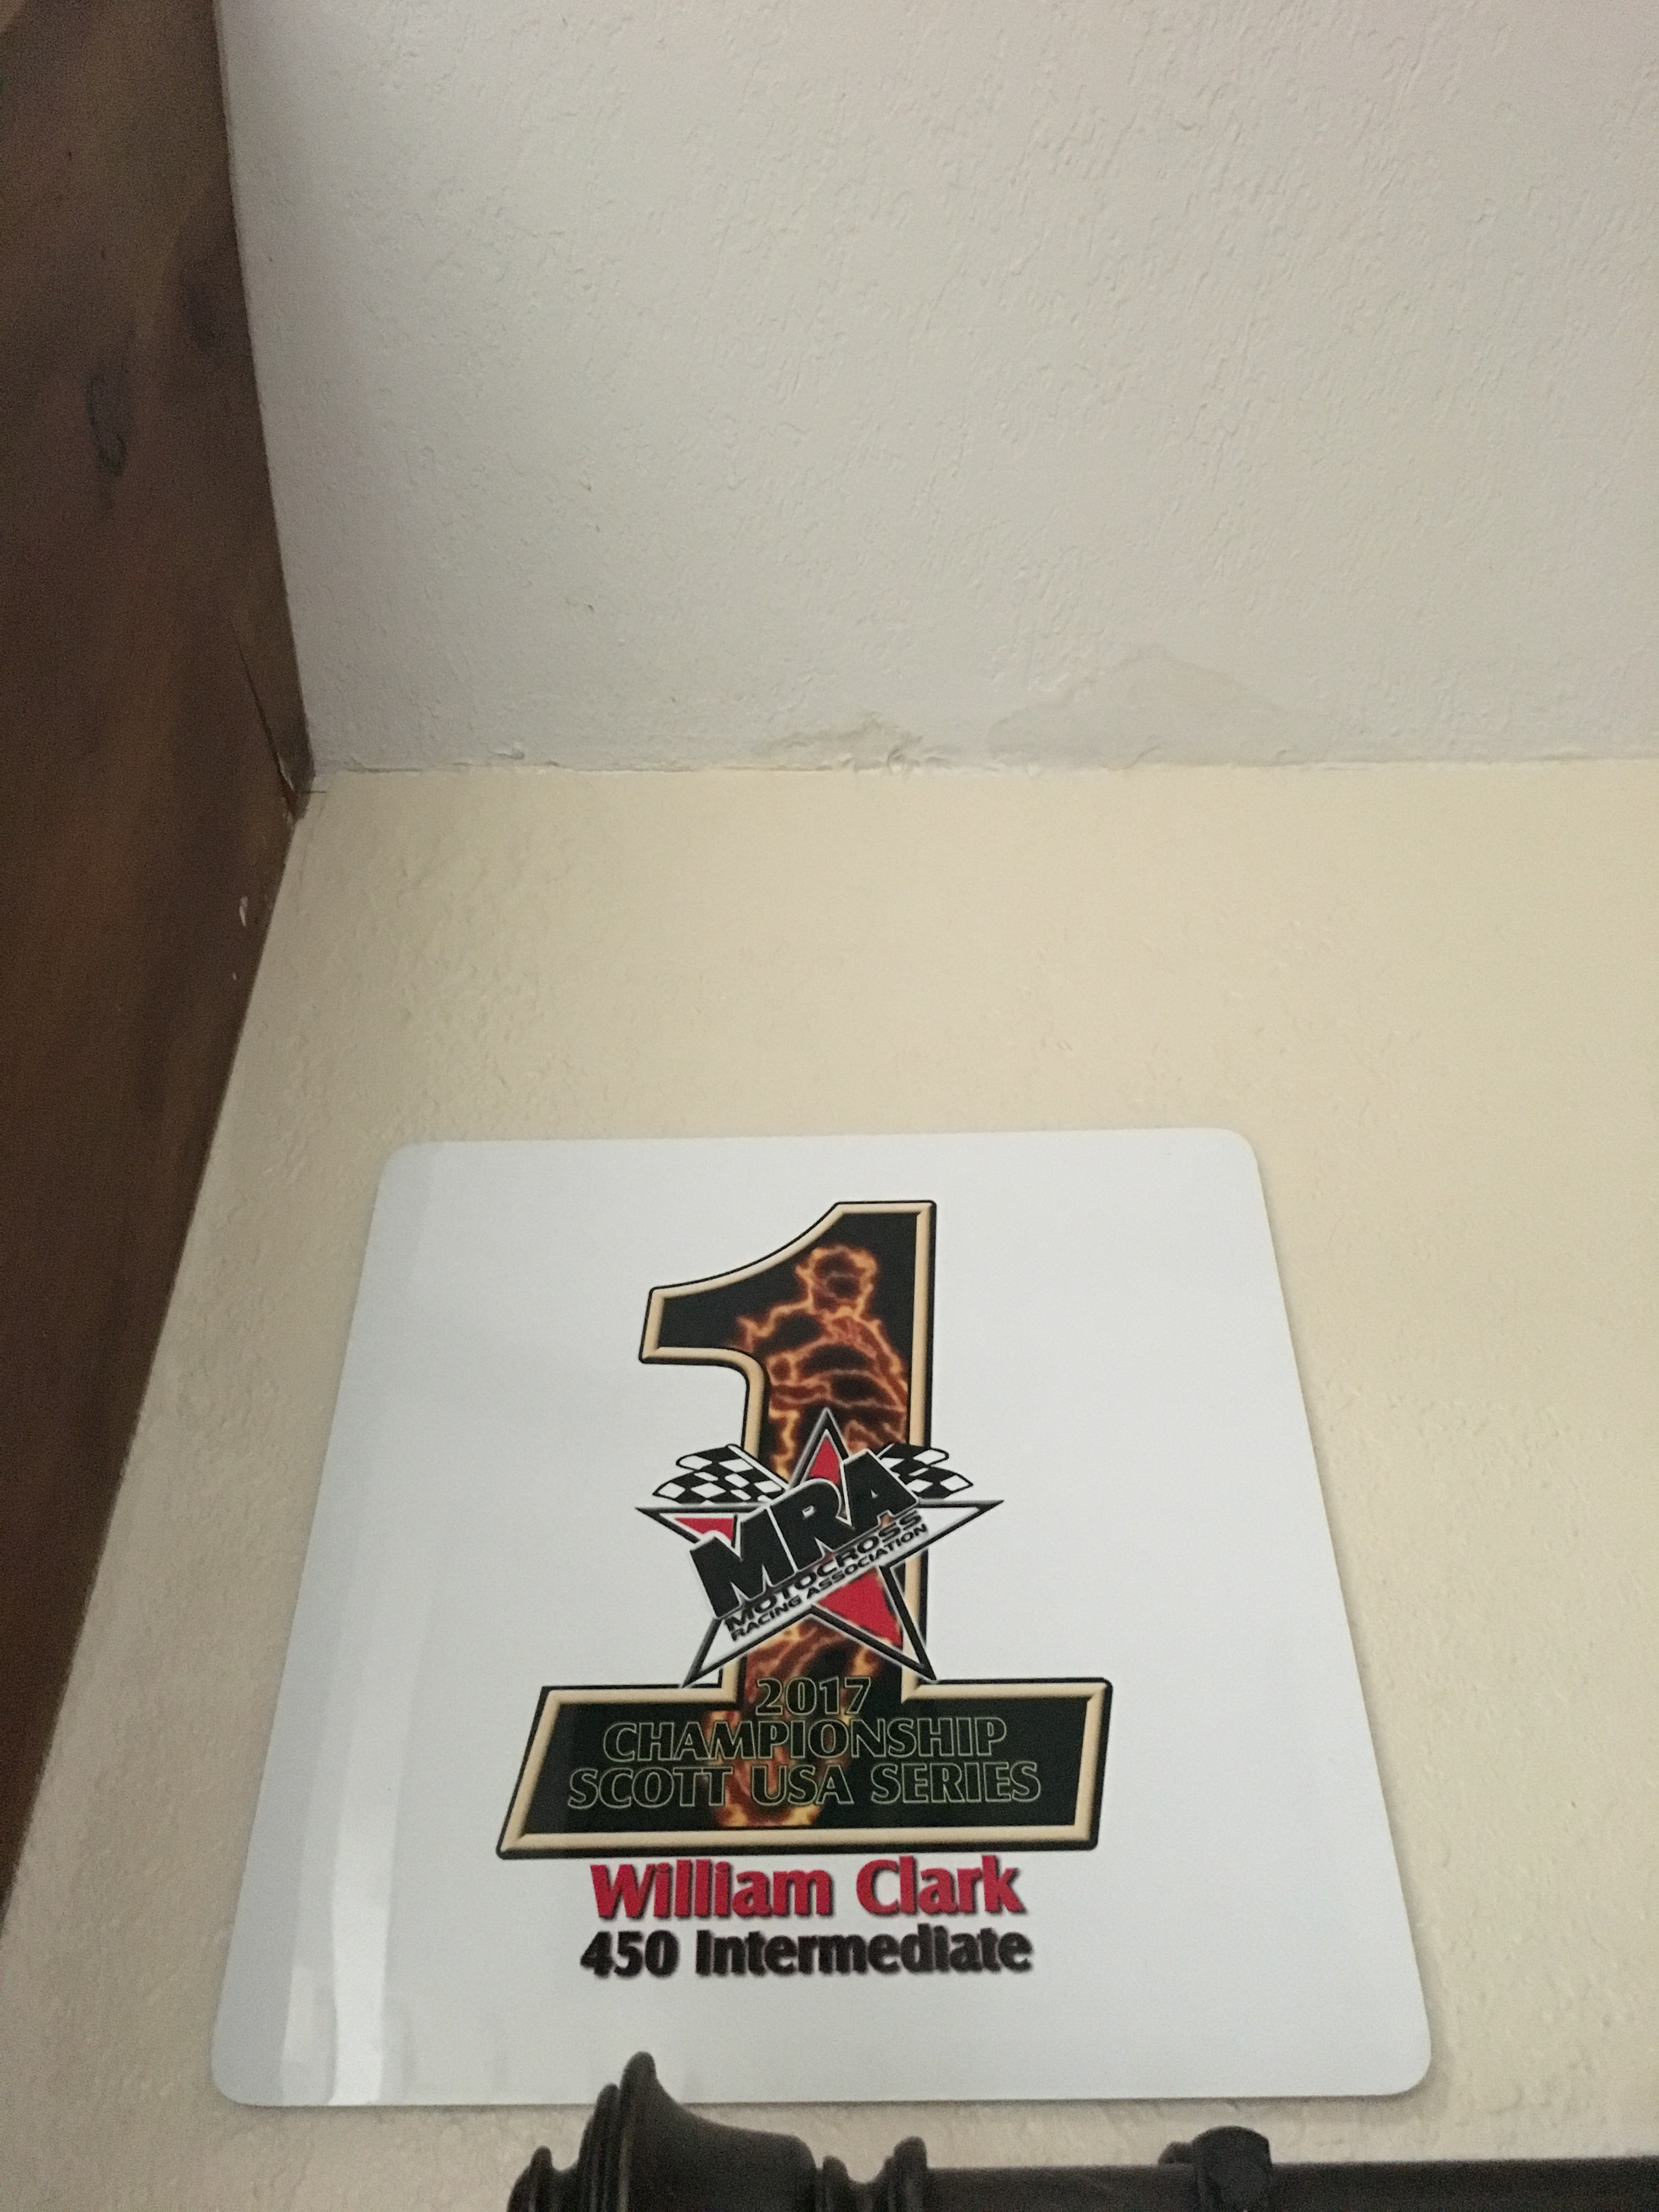 1
MRA
MOTOCROSS
RACING ASSOCIATION
2017
CHAMPIONSHIP
SCOTT USA SERIES
William Clark
450 Intermediate